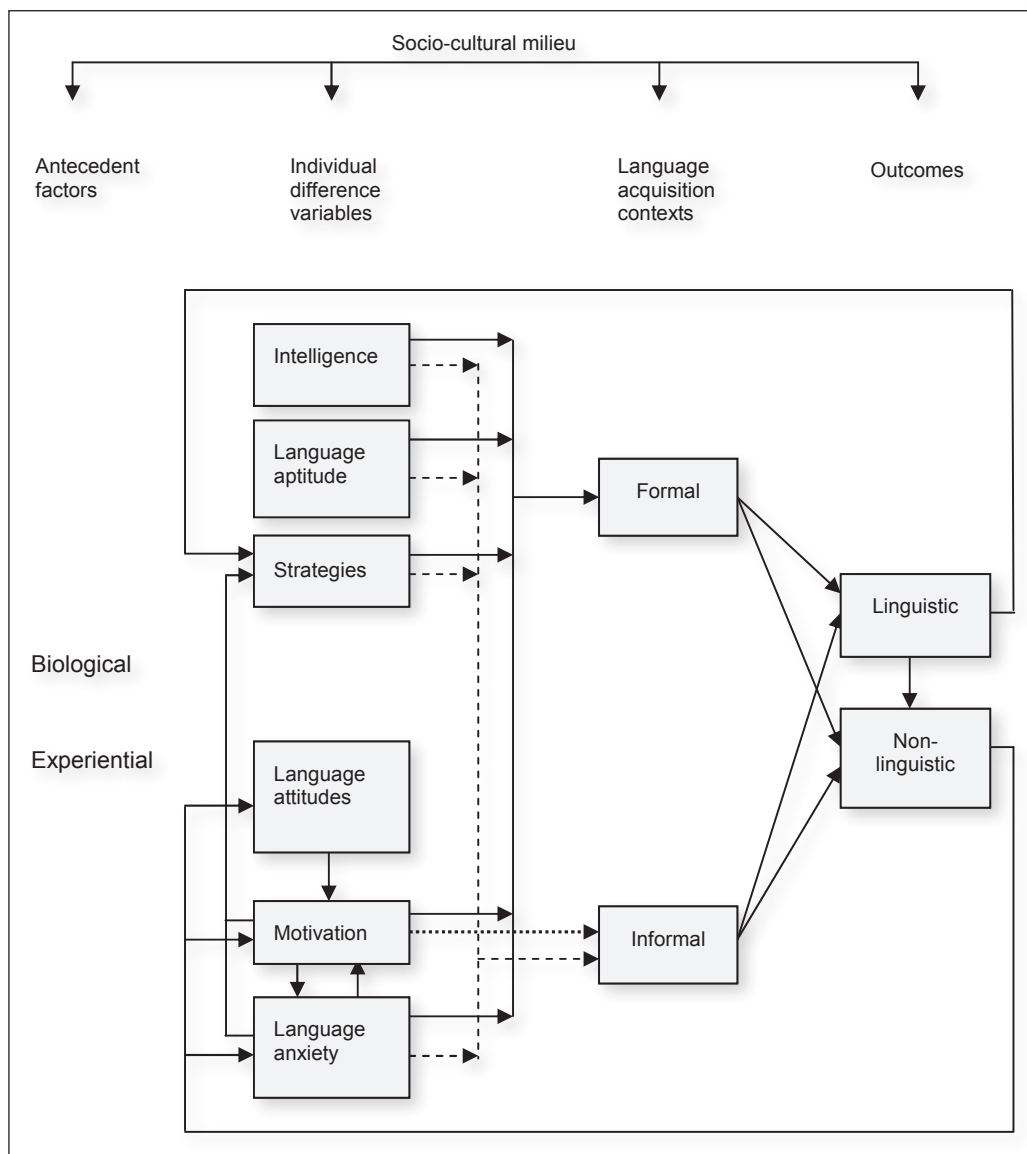 Socio-cultural milieu
Antecedent
factors
Individual
difference
variables
Language
acquisition
contexts
Outcomes
Intelligence
Language
aptitude
Strategies
Biological
Experiential
Language
attitudes
Motivation
Language
anxiety
Formal
Informal
Linguistic
Non-
linguistic